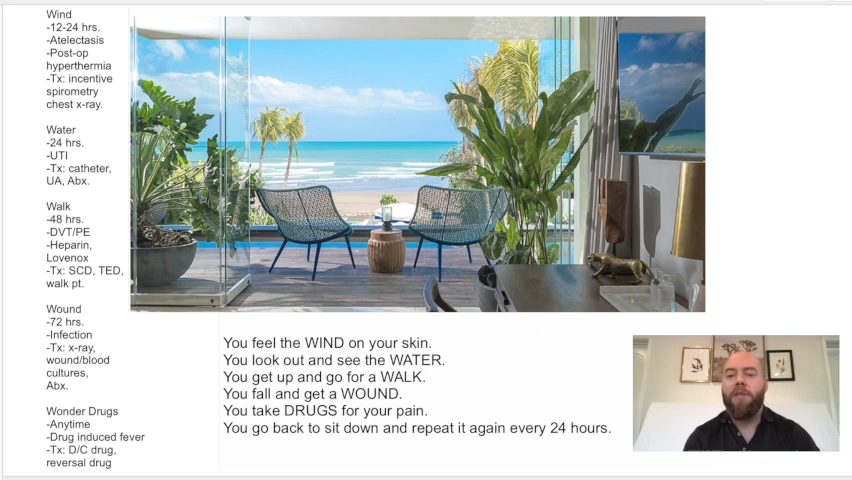 Wind
-12-24 hrs.
-Atelectasis
-Post-op
hyperthermia
-Tx: incentive
spirometry
chest x-ray.
Water
-24 hrs.
-UTI
-Tx: catheter,
UA, Abx.
Walk
-48 hrs.
-DVT/PE
-Heparin,
Lovenox
-Tx: SCD, TED,
walk pt.
Wound
-72 hrs.
-Infection
-Tx: x-ray,
wound/blood
cultures,
Abx.
Wonder Drugs
-Anytime
-Drug induced fever
-Tx: D/C drug,
reversal drug
You feel the WIND on your skin.
You look out and see the WATER.
You get up and go for a WALK.
You fall and get a WOUND.
You take DRUGS for your pain.
You go back to sit down and repeat it again every 24 hours.